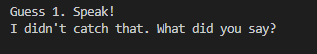 Guess 1. Speak!
I didn't catch that. What did you say?